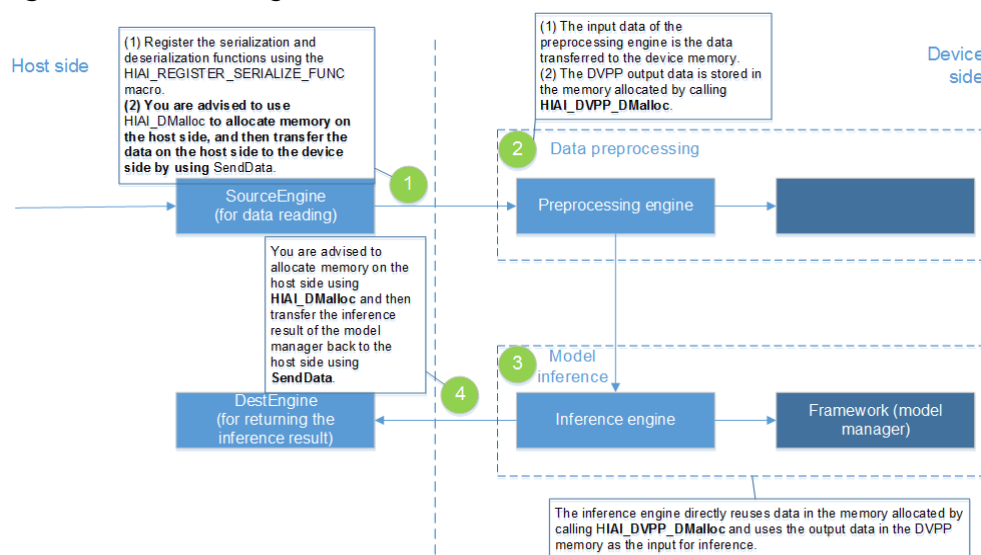 (1) Register the serialization and
deserialization functions using the
HIAI_REGISTER_SERIALIZE_FUNC
macro.
(2) You are advised to use
HIAI_DMalloc to allocate memory on
the host side, and then transfer the
data on the host side to the device
side by using SendData.
(1) The input data of the
preprocessing engine is the data
transferred to the device memory.
(2) The DVPP output data is stored in
the memory allocated by calling
HIAI_DVPP_DMalloc.
Host side
Device
side
1
2
Data preprocessing
SourceEngine
(for data reading)
Preprocessing engine
You are advised to
allocate memory on the
host side using
HIAI_DMalloc and then
transfer the inference
result of the model
manager back to the
host side using
SendData.
3
Model
inference
4
DestEngine
(for returning the
inference result)
Inference engine
Framework (model
manager)
The inference engine directly reuses data in the memory allocated by
calling HIAI_DVPP_DMalloc and uses the output data in the DVPP
memory as the input for inference.